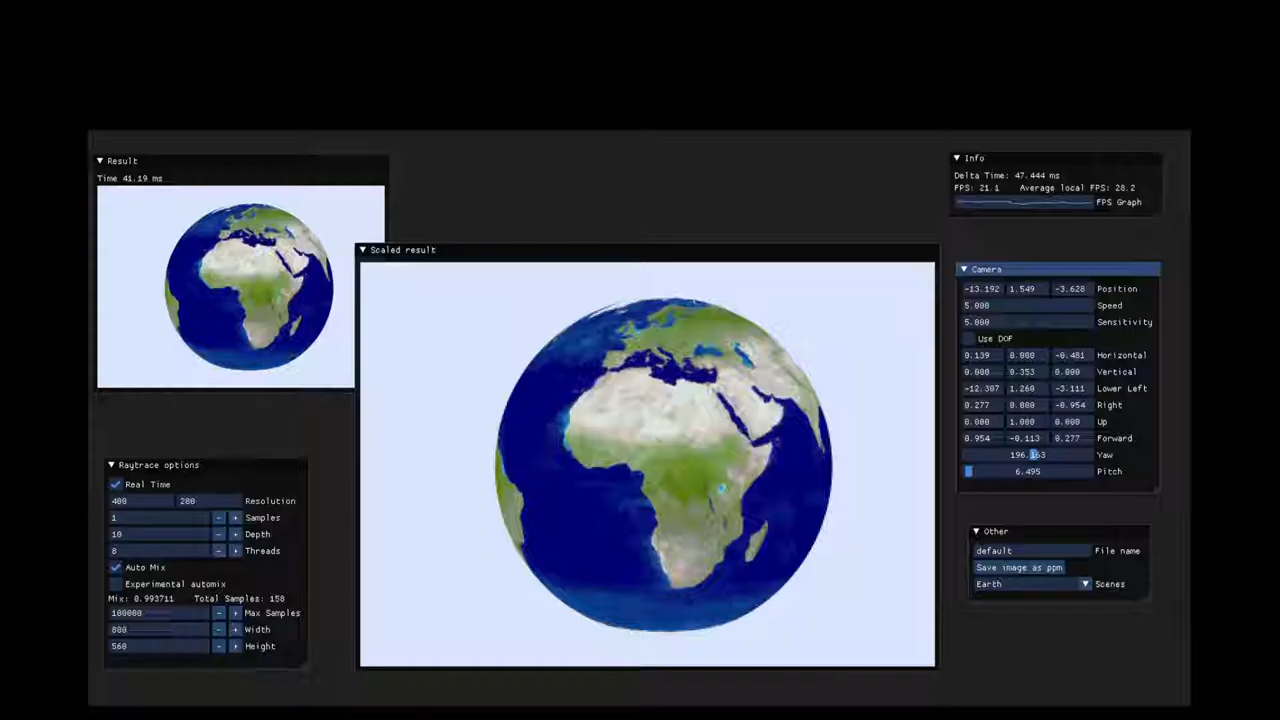 Result
Time 41.19 ms
Scaled result
Raytrace options
Real Time
400 280 Resolution
1 - + Samples
10 - + Depth
8 - + Threads
Auto Mix
Experimental automix
Mix: 0.993711 Total Samples: 158
100000 - + Max Samples
800 - + Width
560 - + Height
Info
Delta Time: 47.444 ms
FPS: 21.1 Average local FPS: 28.2
FPS Graph
Camera
-13.192 1.549 -3.628 Position
5.000 Speed
5.000 Sensitivity
Use DOF
0.139 0.000 -0.481 Horizontal
0.000 0.353 0.000 Vertical
-12.307 1.260 -3.111 Lower Left
0.277 0.000 -0.954 Right
0.000 1.000 0.000 Up
0.954 -0.113 0.277 Forward
196.163 Yaw
6.495 Pitch
Other
default File name
Save image as ppm
Earth Scenes